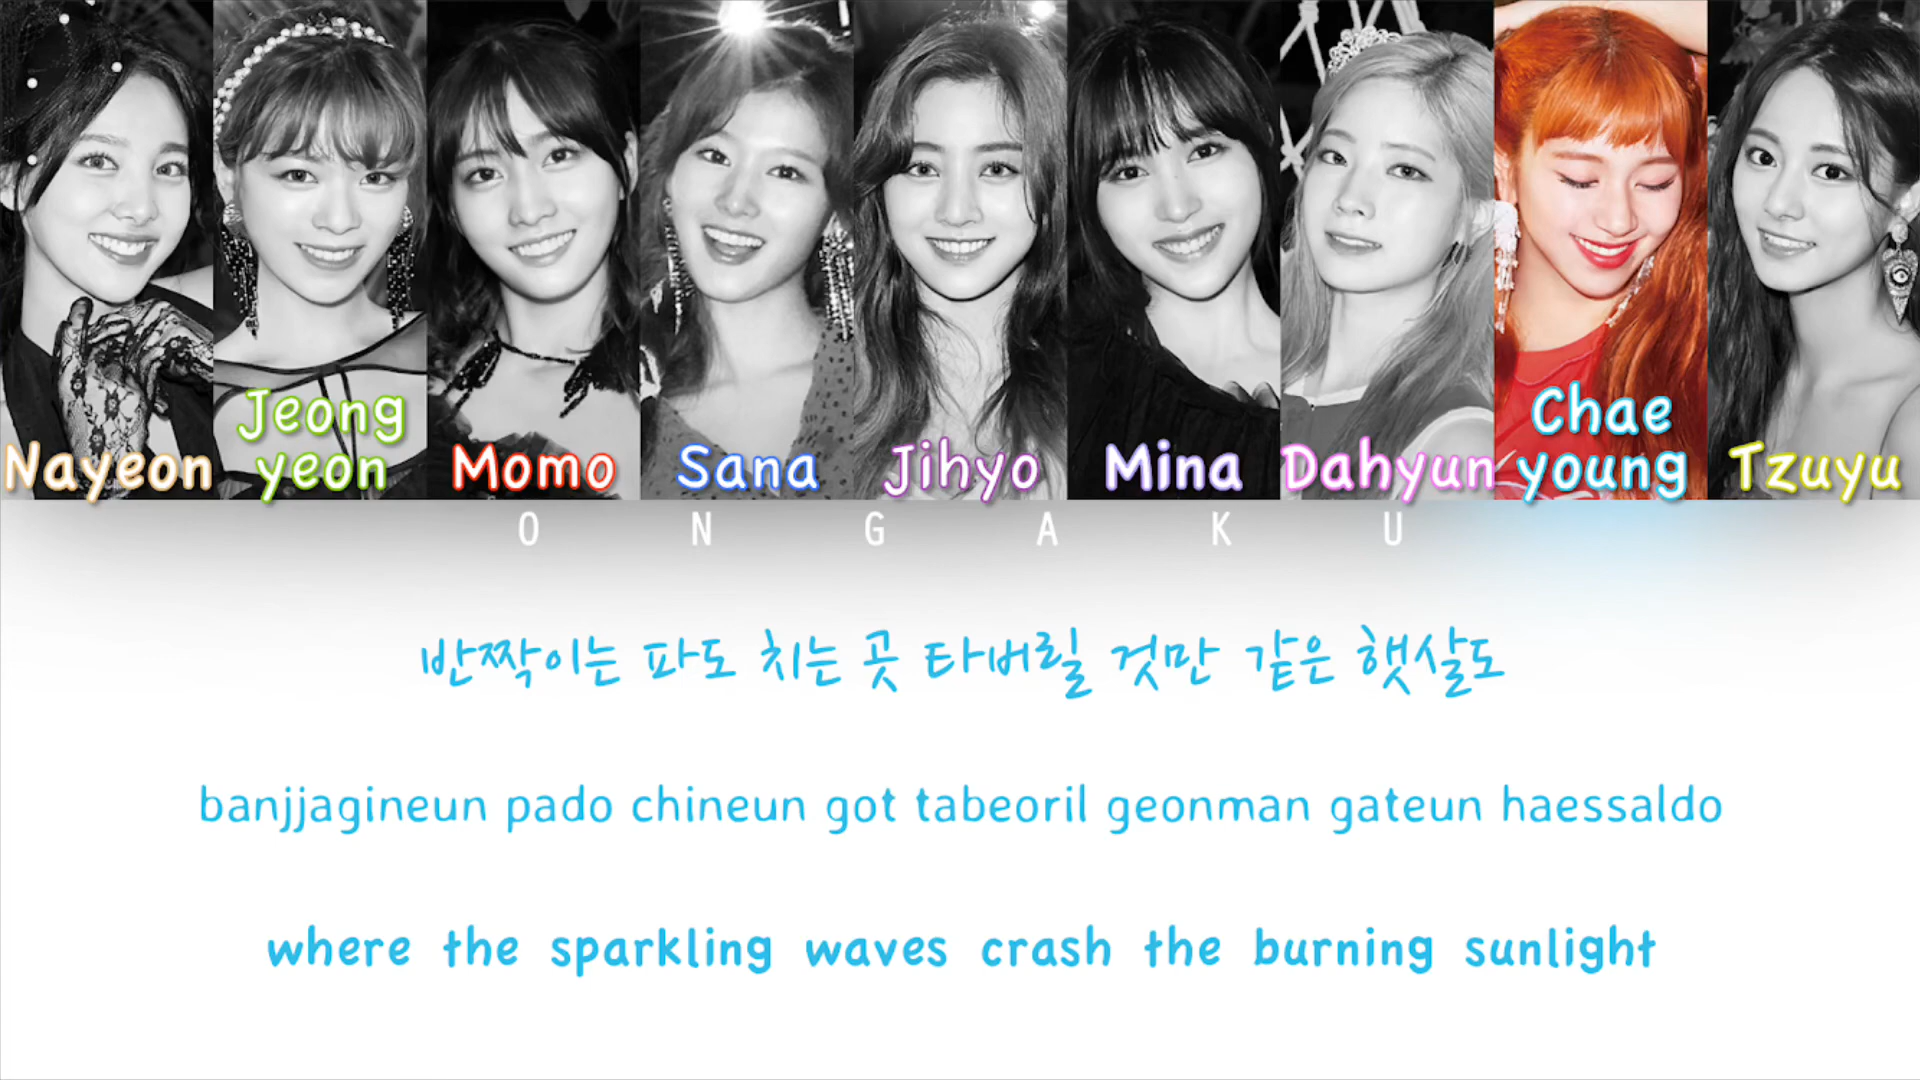 Nayeon
Jeong
yeon
Momo
Sana
Jihyo
Mina
Dahyun
Chae
young
Tzuyu
O N G A K U
반짝이는 파도 치는 곳 타버릴 것만 같은 햇살도
banjjagineun pado chineun got tabeoril geonman gateun haessaldo
where the sparkling waves crash the burning sunlight